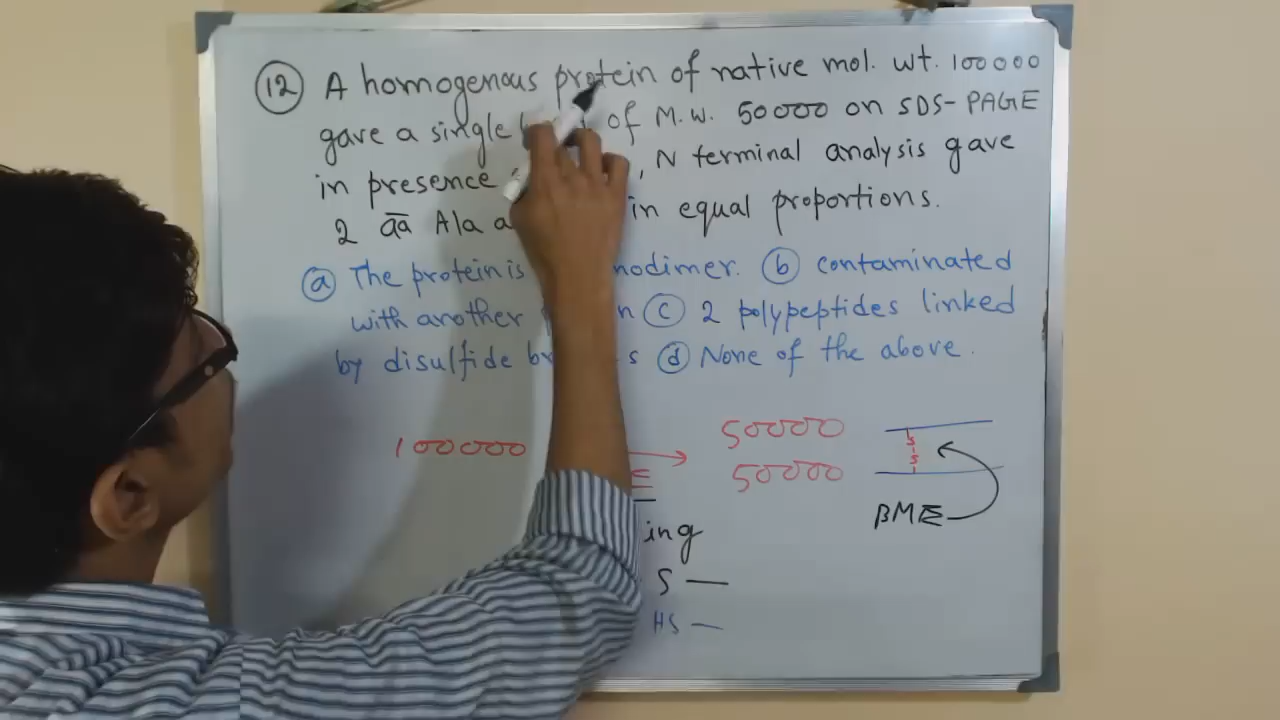 12 A homogenous protein of native mol. wt. 100000
gave a single of M.W. 50000 on SDS-PAGE
in presence , N terminal analysis gave
2 aa Ala in equal proportions.
a The protein is b contaminated
with another c 2 polypeptides linked
by disulfide d None of the above.
100000 50000
50000
S
S
BME
ing
S
HS